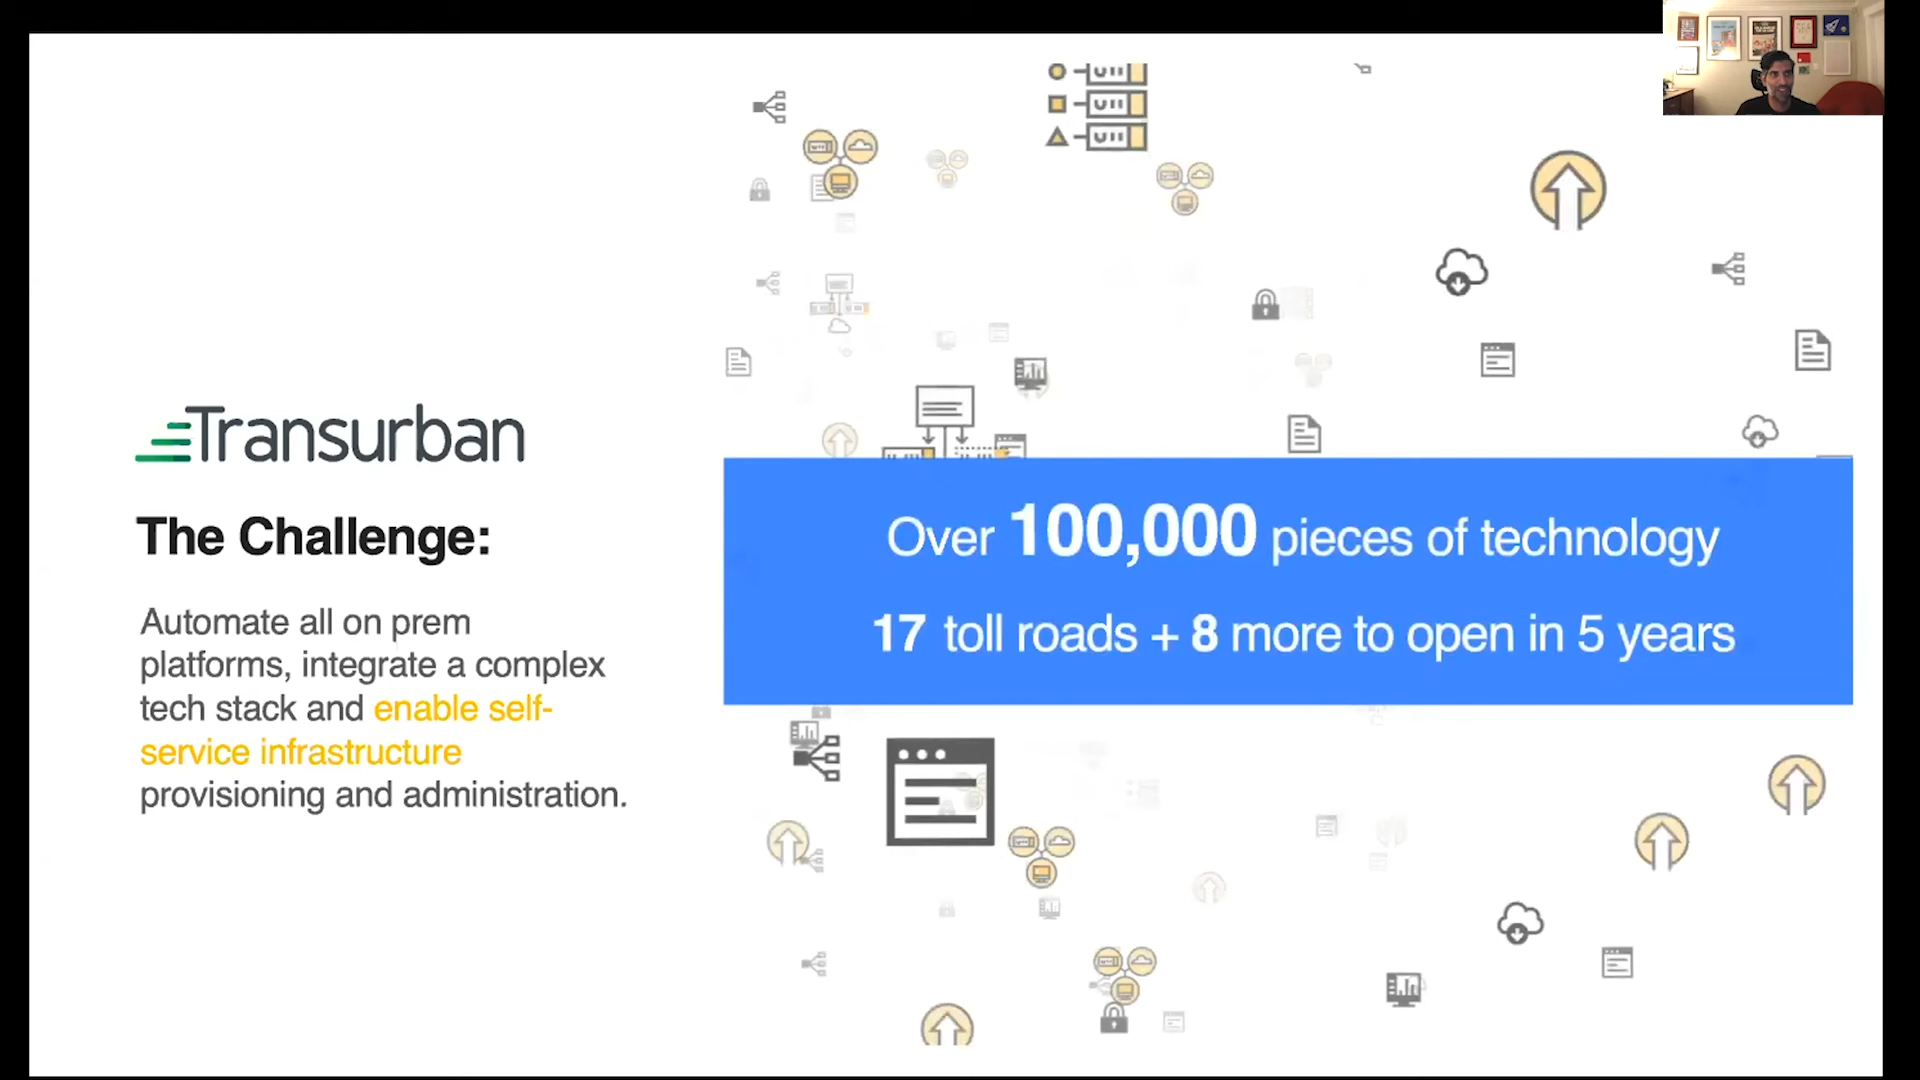 Transurban
The Challenge:
Automate all on prem
platforms, integrate a complex
tech stack and enable self-
service infrastructure
provisioning and administration.
Over 100,000 pieces of technology
17 toll roads + 8 more to open in 5 years